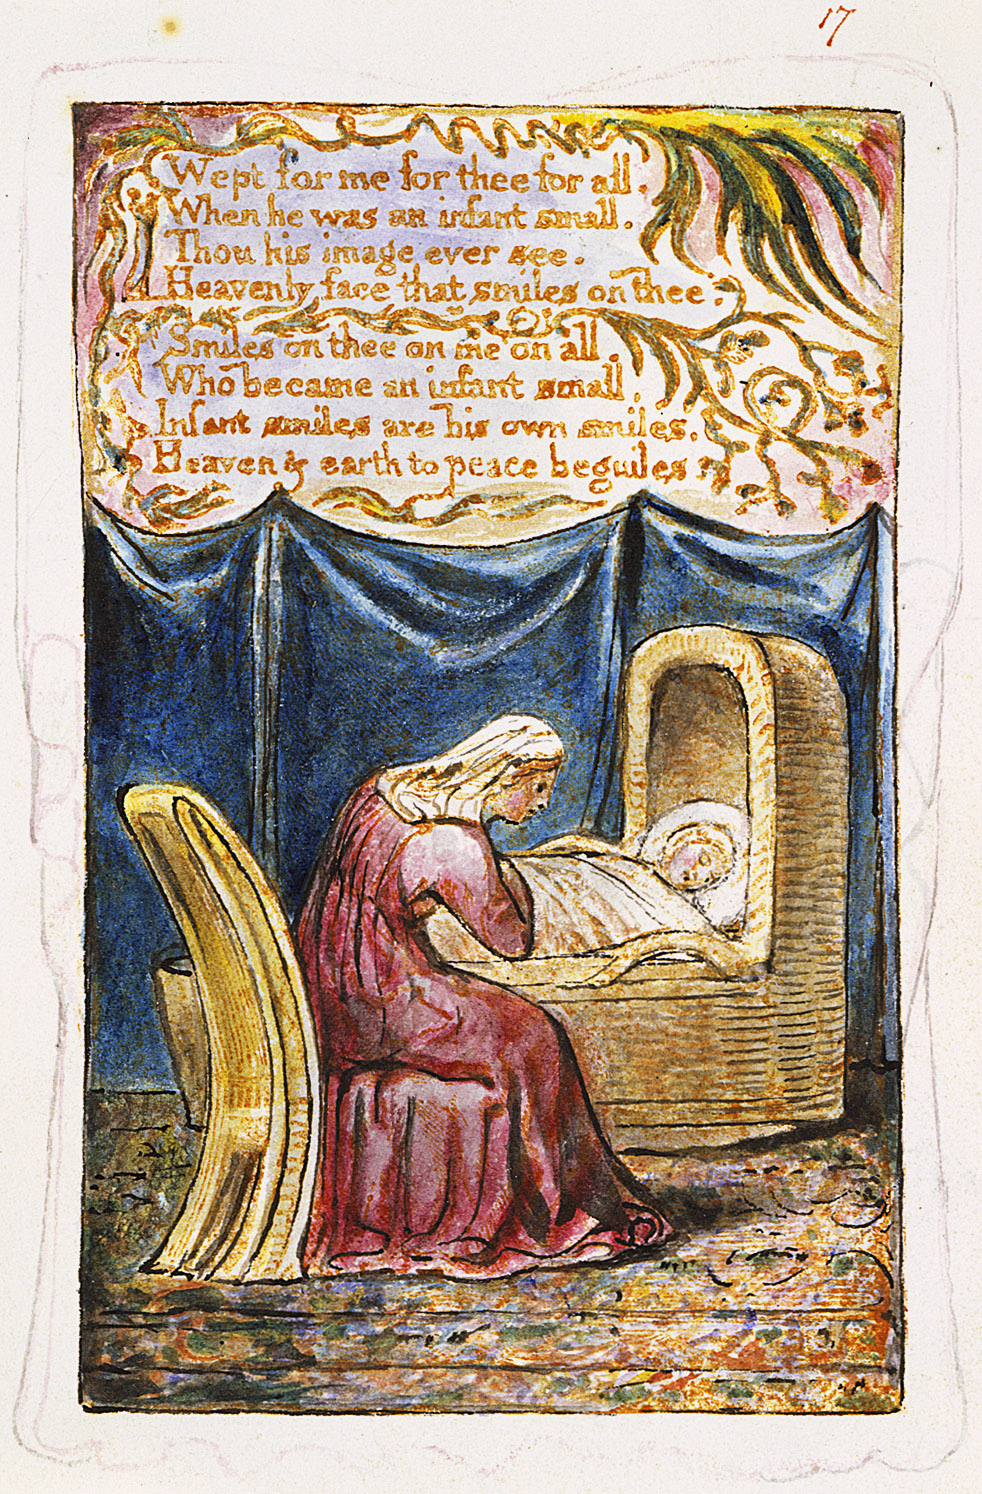 17
Wept for me for thee for all.
When he was an infant small.
Thou his image ever see.
Heavenly face that smiles on thee.
Smiles on thee on me on all,
Who became an infant small,
Infant smiles are his own smiles.
Heaven & earth to peace beguiles